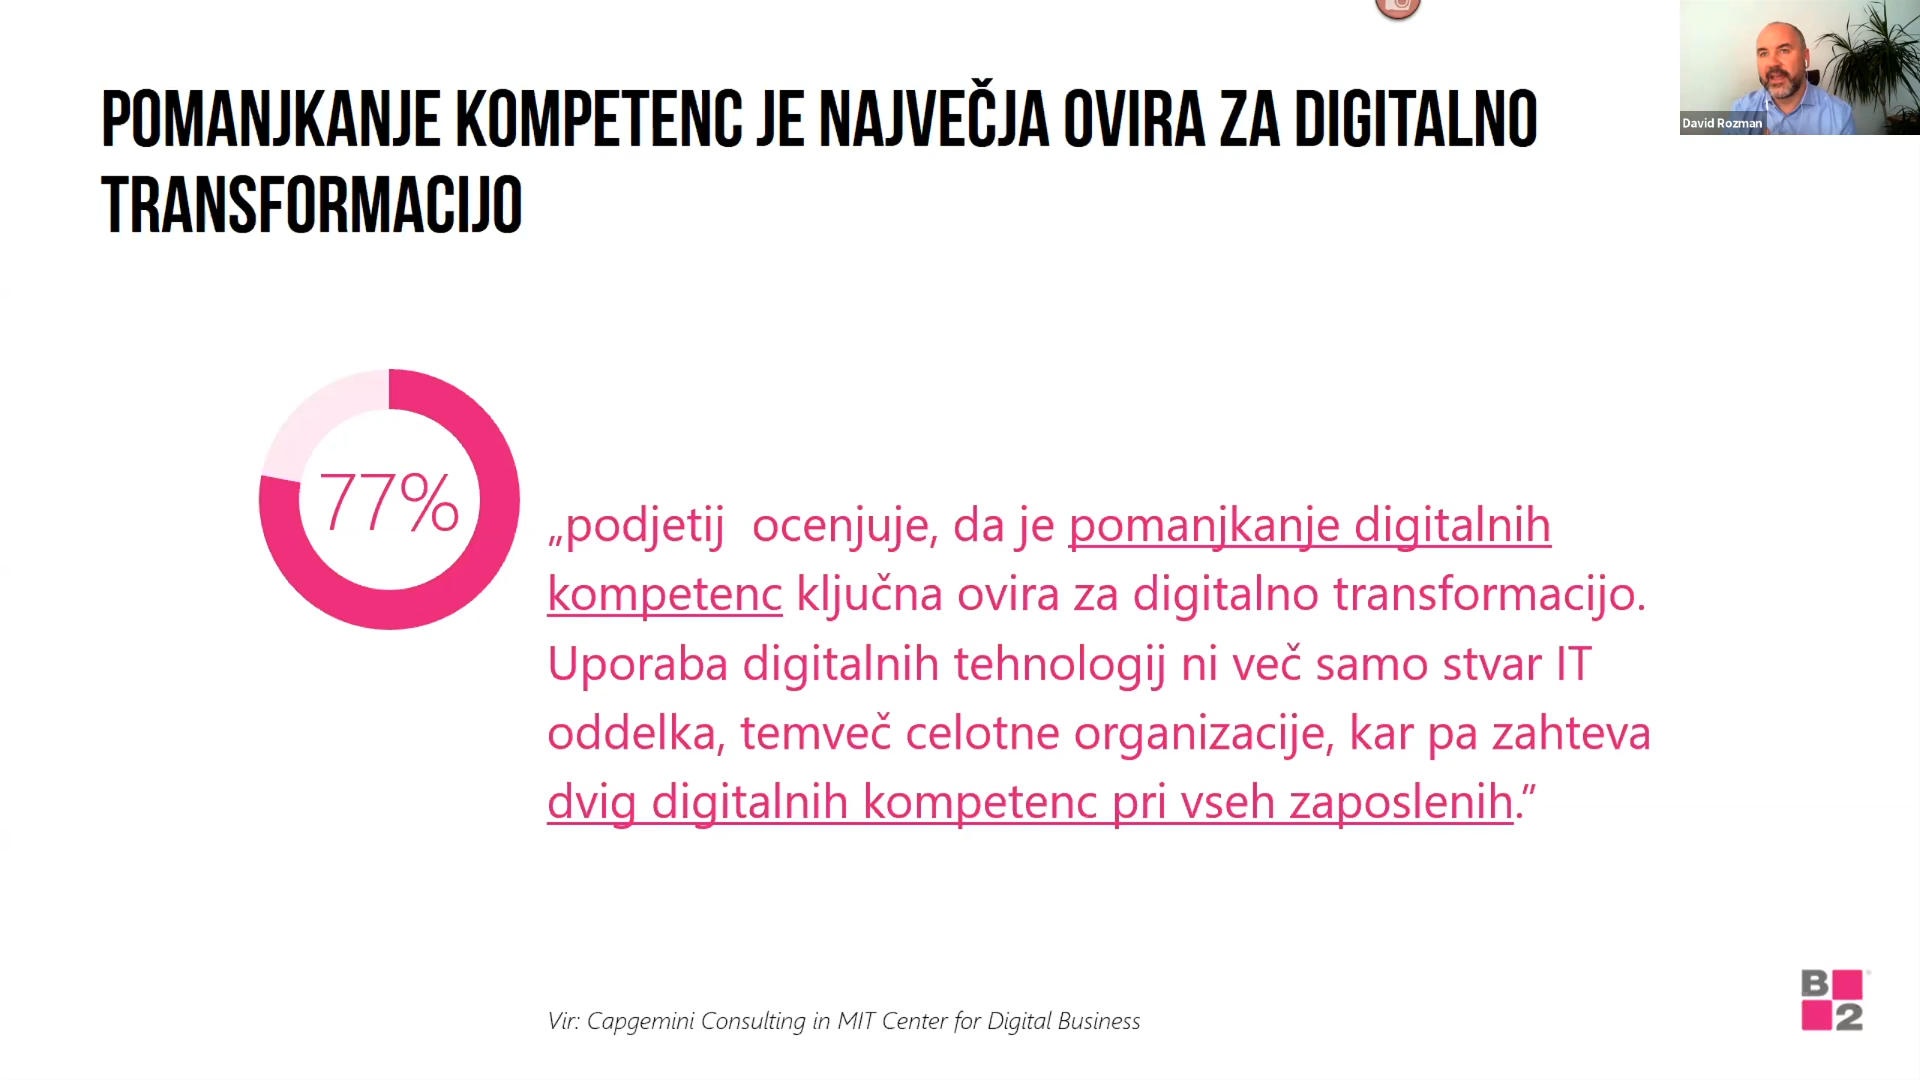 POMANJKANJE KOMPETENC JE NAJVEČJA OVIRA ZA DIGITALNO
TRANSFORMACIJO
David Rozman
77%
„podjetij  ocenjuje, da je pomanjkanje digitalnih
kompetenc ključna ovira za digitalno transformacijo.
Uporaba digitalnih tehnologij ni več samo stvar IT
oddelka, temveč celotne organizacije, kar pa zahteva
dvig digitalnih kompetenc pri vseh zaposlenih.”
Vir: Capgemini Consulting in MIT Center for Digital Business
B
2